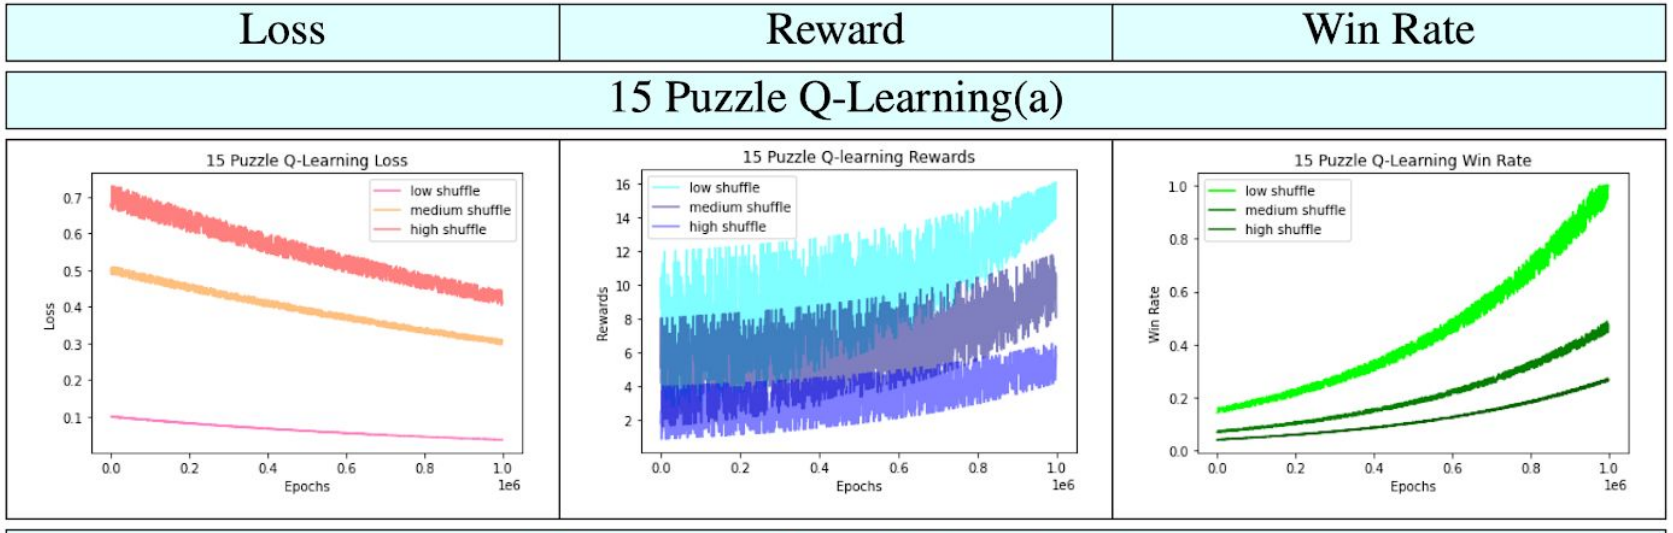 Loss
Reward
Win Rate
15 Puzzle Q-Learning(a)
15 Puzzle Q-Learning Loss
low shuffle
medium shuffle
high shuffle
0.7
0.6
0.5
0.4
0.3
0.2
0.1
Loss
0.0 0.2 0.4 0.6 0.8 1.0
Epochs
1e6
15 Puzzle Q-learning Rewards
low shuffle
medium shuffle
high shuffle
16
14
12
10
8
6
4
2
Rewards
0.0 0.2 0.4 0.6 0.8 1.0
Epochs
1e6
15 Puzzle Q-Learning Win Rate
low shuffle
medium shuffle
high shuffle
1.0
0.8
0.6
0.4
0.2
0.0
Win Rate
0.0 0.2 0.4 0.6 0.8 1.0
Epochs
1e6